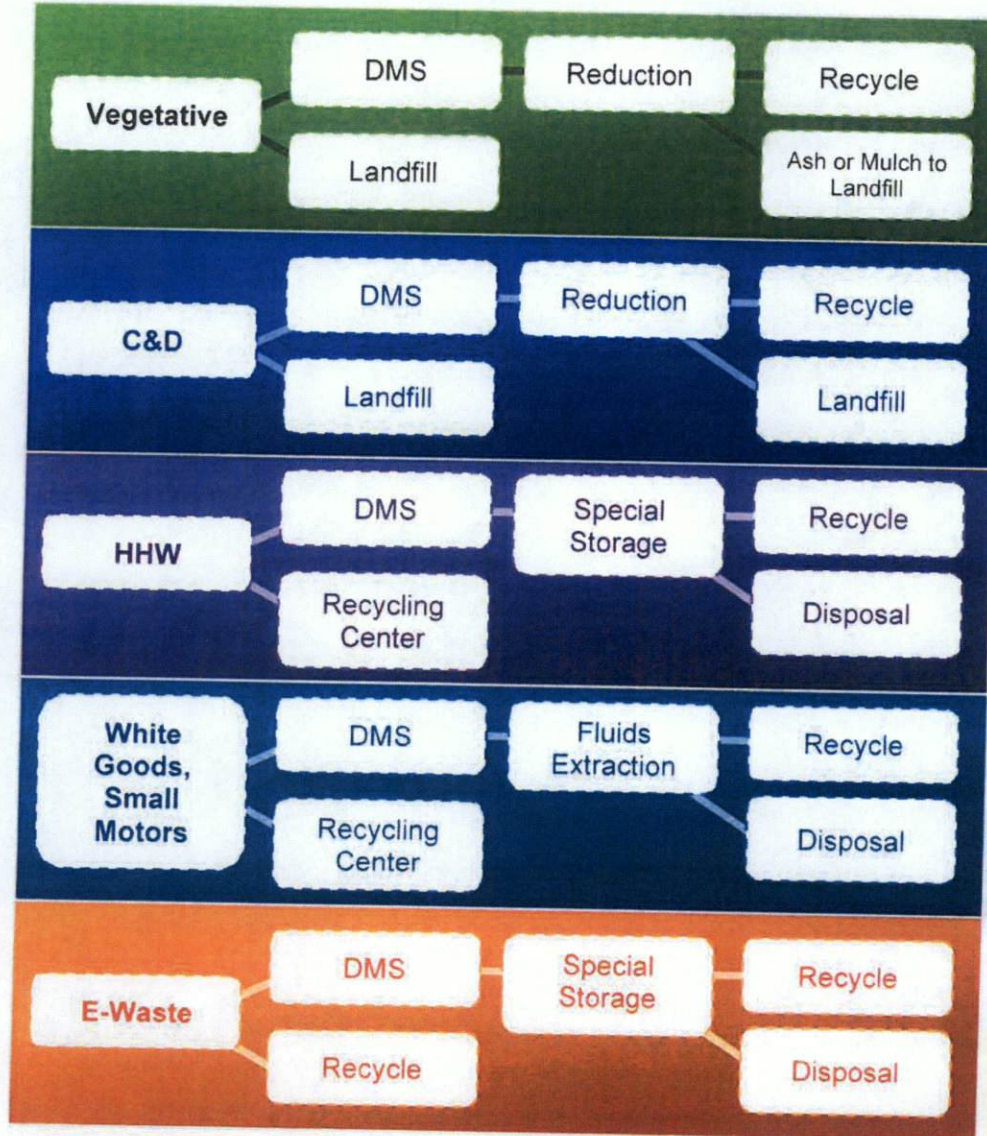 Vegetative
DMS
Reduction
Recycle
Landfill
Ash or Mulch to
Landfill
C&D
DMS
Reduction
Recycle
Landfill
Landfill
HHW
DMS
Special
Storage
Recycle
Recycling
Center
Disposal
White
Goods,
Small
Motors
DMS
Fluids
Extraction
Recycle
Recycling
Center
Disposal
E-Waste
DMS
Special
Storage
Recycle
Recycle
Disposal